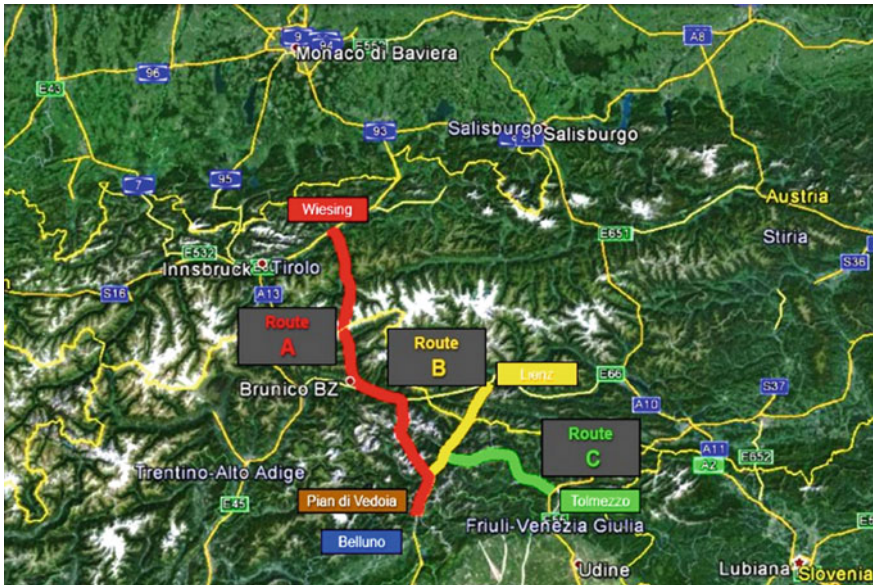 9
94
E552
A8
Monaco di Baviera
96
E43
93
Salisburgo
Salisburgo
7
95
Wiesing
Austria
E651
Stiria
E532
Innsbruck
Tirolo
S36
S16
A13
Route
A
Route
B
Brunico BZ
Lienz
E66
S37
A10
Route
C
A11
E652
A2
Trentino-Alto Adige
Pian di Vedoia
Tolmezzo
E45
Friuli-Venezia Giulia
Belluno
Udine
Lubiana
Slovenia